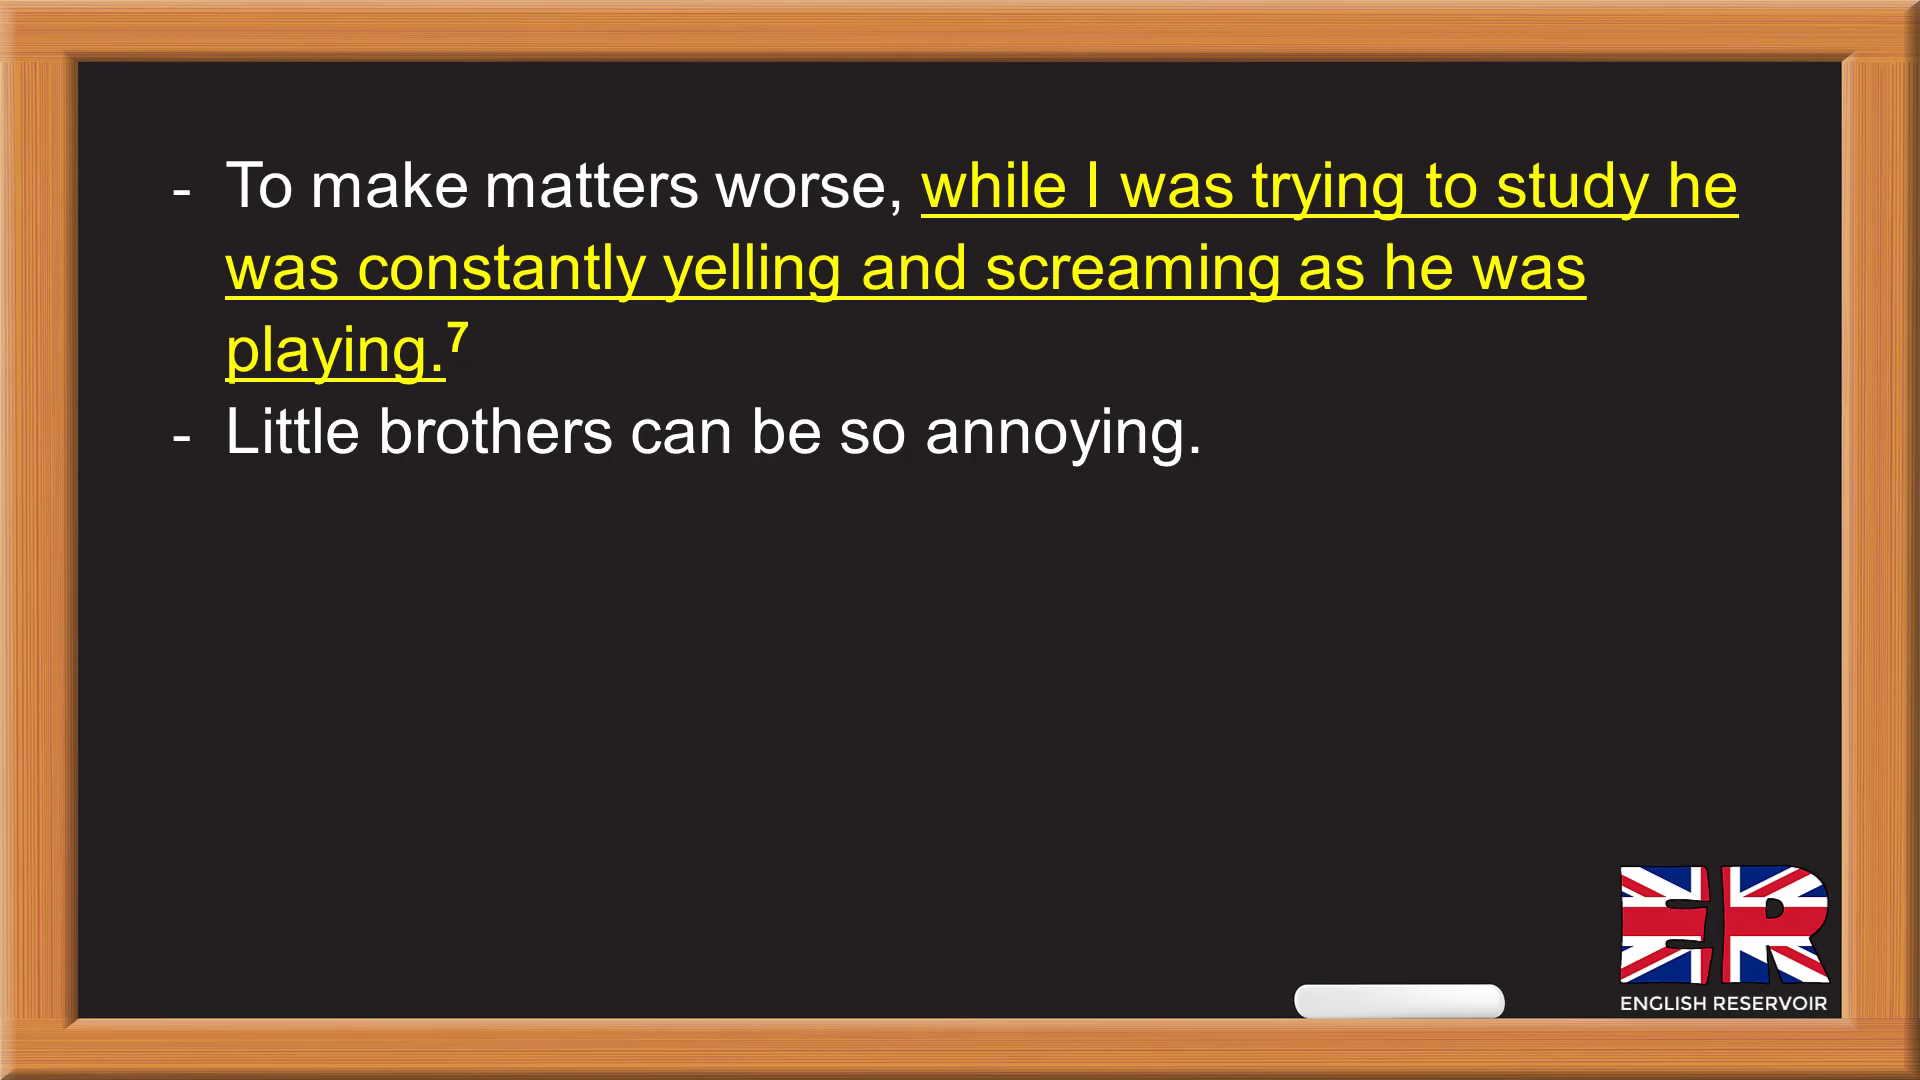 - To make matters worse, while I was trying to study he
was constantly yelling and screaming as he was
playing.⁷
- Little brothers can be so annoying.
ER
ENGLISH RESERVOIR